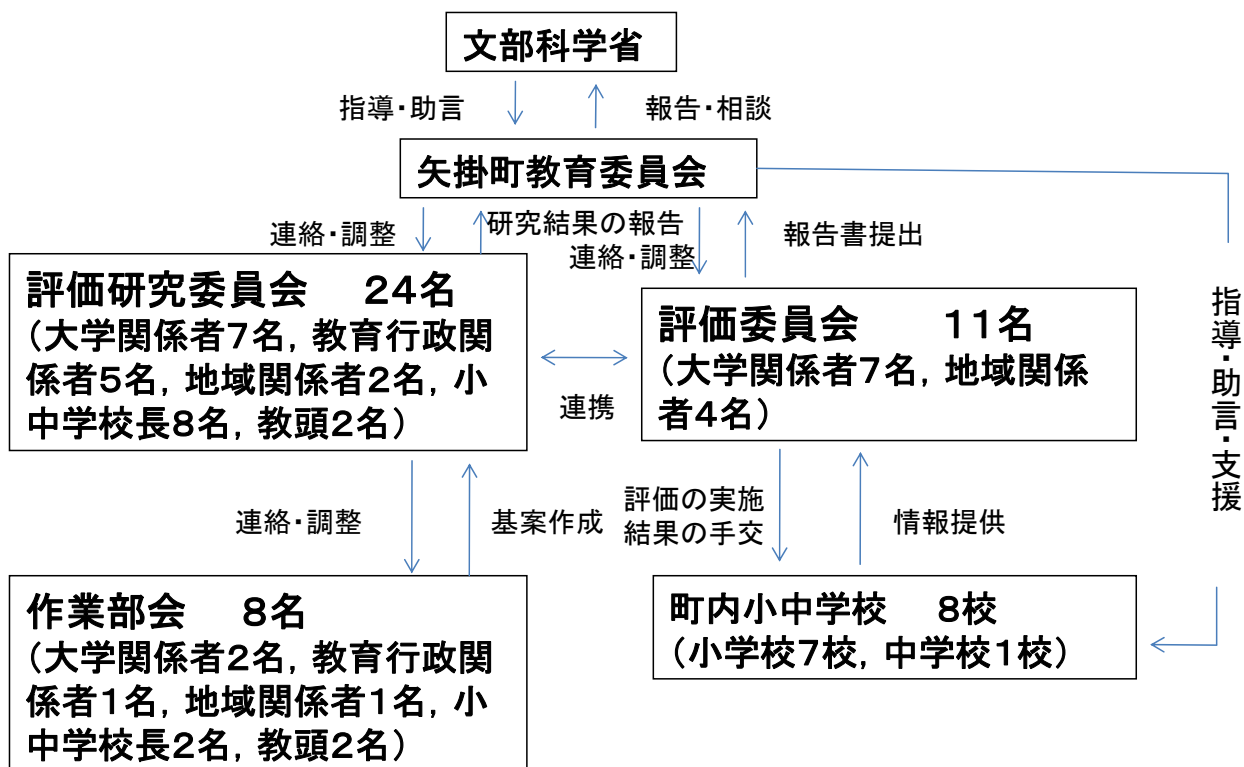 文部科学省
指導・助言
報告・相談
矢掛町教育委員会
連絡・調整
研究結果の報告
連絡・調整
報告書提出
評価研究委員会　24名
(大学関係者7名，教育行政関
係者5名，地域関係者2名，小
中学校長8名，教頭2名)
連携
評価委員会　　11名
(大学関係者7名，地域関係
者4名)
指導・助言・支援
連絡・調整
基案作成
評価の実施
結果の手交
情報提供
作業部会　8名
(大学関係者2名，教育行政関
係者1名，地域関係者1名，小
中学校長2名，教頭2名)
町内小中学校　8校
(小学校7校，中学校1校)